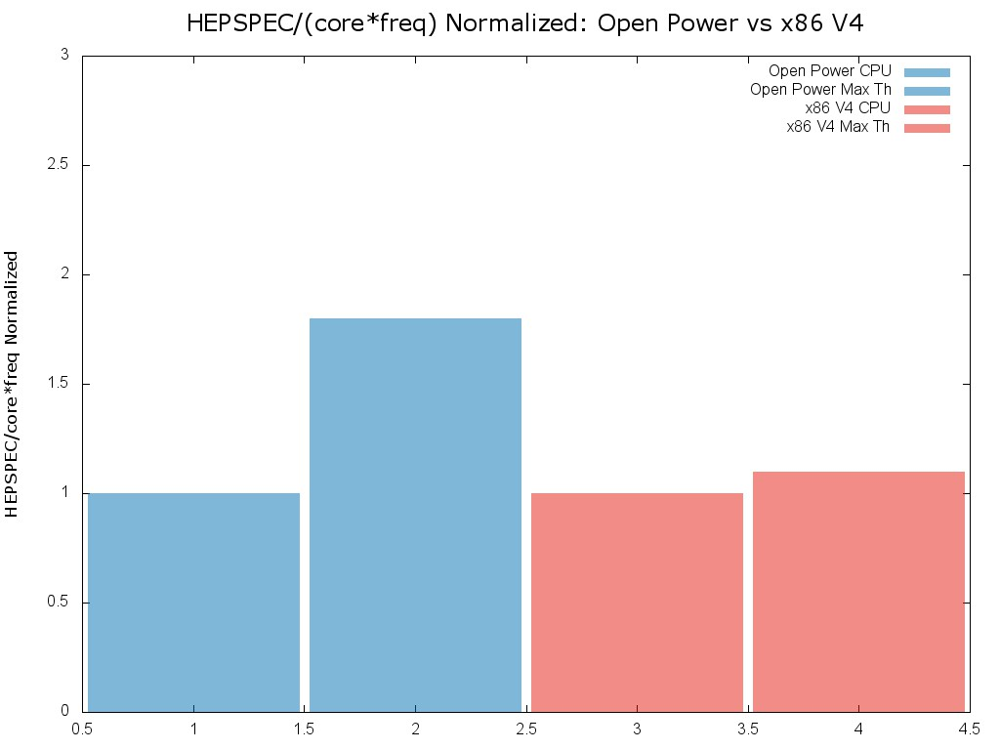 HEPSPEC/(core*freq) Normalized: Open Power vs x86 V4
HEPSPEC/core*freq Normalized
3
2.5
2
1.5
1
0.5
0
Open Power CPU
Open Power Max Th
x86 V4 CPU
x86 V4 Max Th
0.5 1 1.5 2 2.5 3 3.5 4 4.5